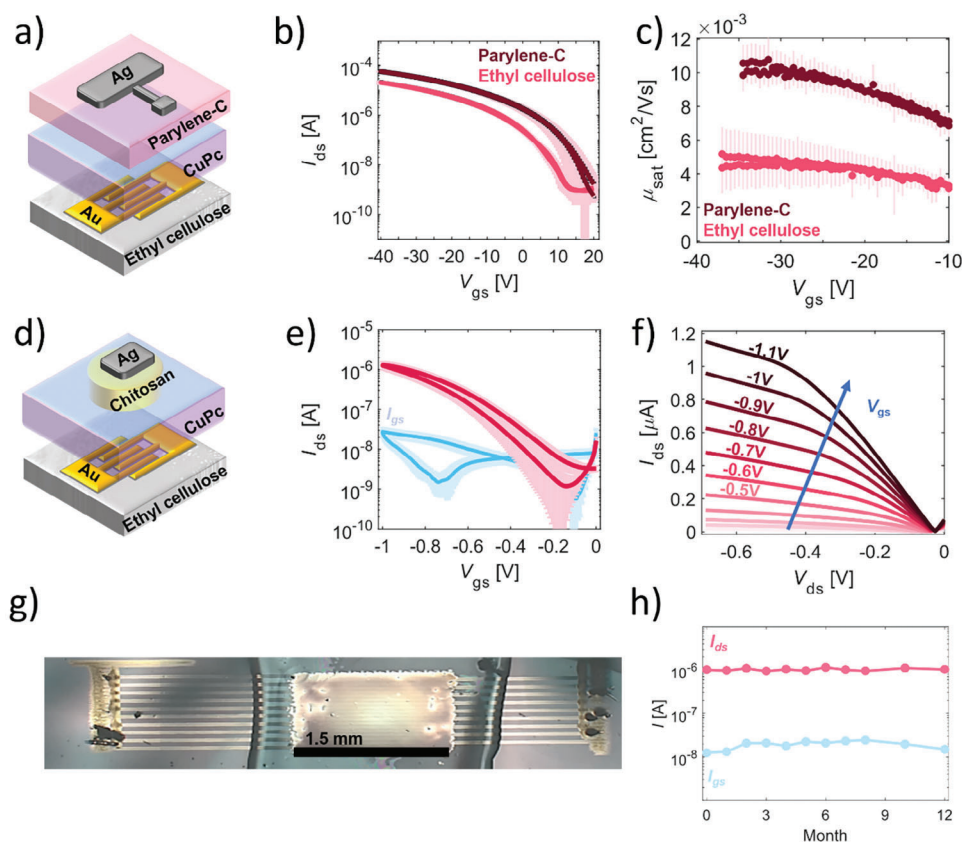 a)
Ag
Parylene-C
CuPc
Au
Ethyl cellulose
b)
Parylene-C
Ethyl cellulose
I_ds [A]
10^-4
10^-6
10^-8
10^-10
-40 -30 -20 -10 0 10 20
V_gs [V]
c)
× 10^-3
μ_sat [cm^2/Vs]
12
10
8
6
4
2
0
Parylene-C
Ethyl cellulose
-40 -30 -20 -10
V_gs [V]
d)
Ag
Chitosan
CuPc
Au
Ethyl cellulose
e)
I_ds [A]
10^-5
10^-6
10^-7
10^-8
10^-9
10^-10
I_gs
-1 -0.8 -0.6 -0.4 -0.2 0
V_gs [V]
f)
I_ds [μA]
1.2
1
0.8
0.6
0.4
0.2
0
-1.1V
-1V
-0.9V
-0.8V
-0.7V
-0.6V
-0.5V
V_gs
-0.6 -0.4 -0.2 0
V_ds [V]
g)
1.5 mm
h)
I_ds
I [A]
10^-6
10^-7
10^-8
I_gs
0 3 6 9 12
Month